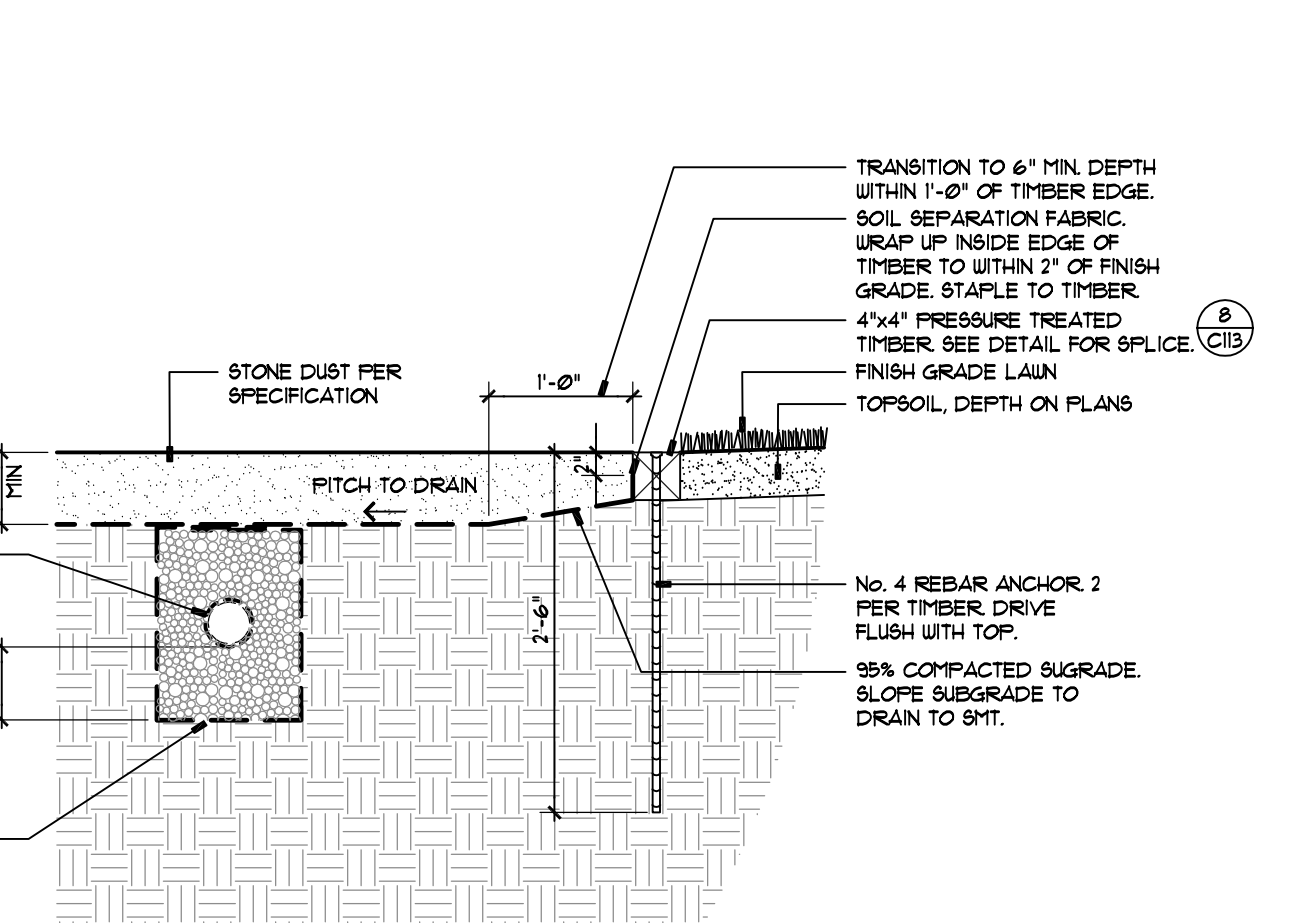 TRANSITION TO 6" MIN. DEPTH
WITHIN 1'-0" OF TIMBER EDGE.
SOIL SEPARATION FABRIC.
WRAP UP INSIDE EDGE OF
TIMBER TO WITHIN 2" OF FINISH
GRADE. STAPLE TO TIMBER.
4"x4" PRESSURE TREATED
TIMBER. SEE DETAIL FOR SPLICE.
8
C113
FINISH GRADE LAWN
TOPSOIL, DEPTH ON PLANS
STONE DUST PER
SPECIFICATION
1'-0"
2"
MIN
PITCH TO DRAIN
2'-6"
No. 4 REBAR ANCHOR. 2
PER TIMBER. DRIVE
FLUSH WITH TOP.
95% COMPACTED SUGRADE.
SLOPE SUBGRADE TO
DRAIN TO SMT.